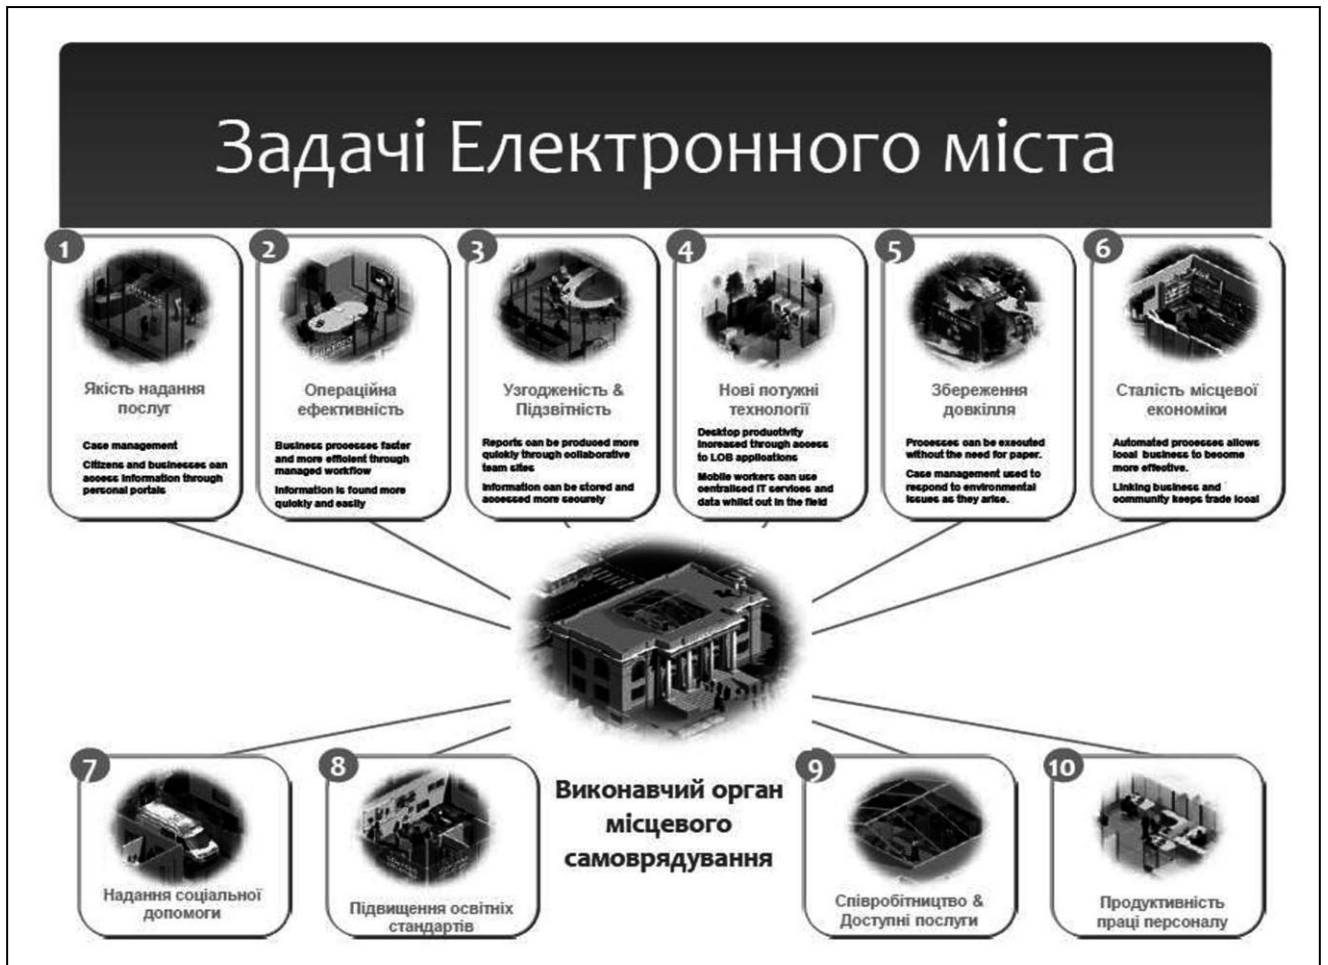 Задачі Електронного міста
1
Якість надання
послуг
Case management
Citizens and businesses can
access information through
personal portals
2
Операційна
ефективність
Business processes faster
and more efficient through
managed workflow
Information is found more
quickly and easily
3
Узгодженість &
Підзвітність
Reports can be produced more
quickly through collaborative
team sites
Information can be stored and
accessed more securely
4
Нові потужні
технології
Desktop productivity
increased through access
to LOB applications
Mobile workers can use
centralised IT services and
data whilst out in the field
5
Збереження
довкілля
Processes can be executed
without the need for paper.
Case management used to
respond to environmental
issues as they arise.
6
Сталість місцевої
економіки
Automated processes allows
local business to become
more effective.
Linking business and
community keeps trade local
Виконавчий орган
місцевого
самоврядування
7
Надання соціальної
допомоги
8
Підвищення освітніх
стандартів
9
Співробітництво &
Доступні послуги
10
Продуктивність
праці персоналу